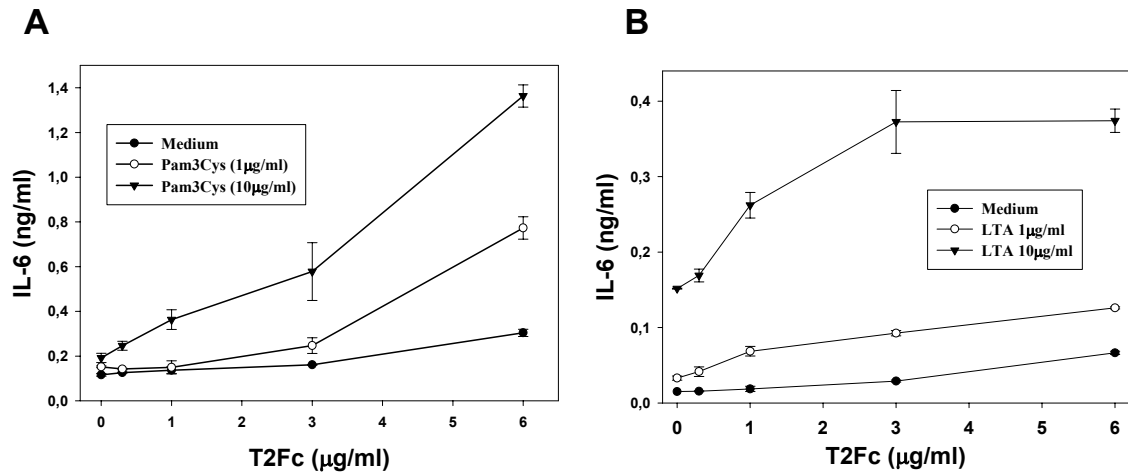 A
IL-6 (ng/ml)
1,4
1,2
1,0
0,8
0,6
0,4
0,2
0,0
Medium
Pam3Cys (1μg/ml)
Pam3Cys (10μg/ml)
0 1 2 3 4 5 6
T2Fc (μg/ml)
B
IL-6 (ng/ml)
0,4
0,3
0,2
0,1
0,0
Medium
LTA 1μg/ml
LTA 10μg/ml
0 1 2 3 4 5 6
T2Fc (μg/ml)